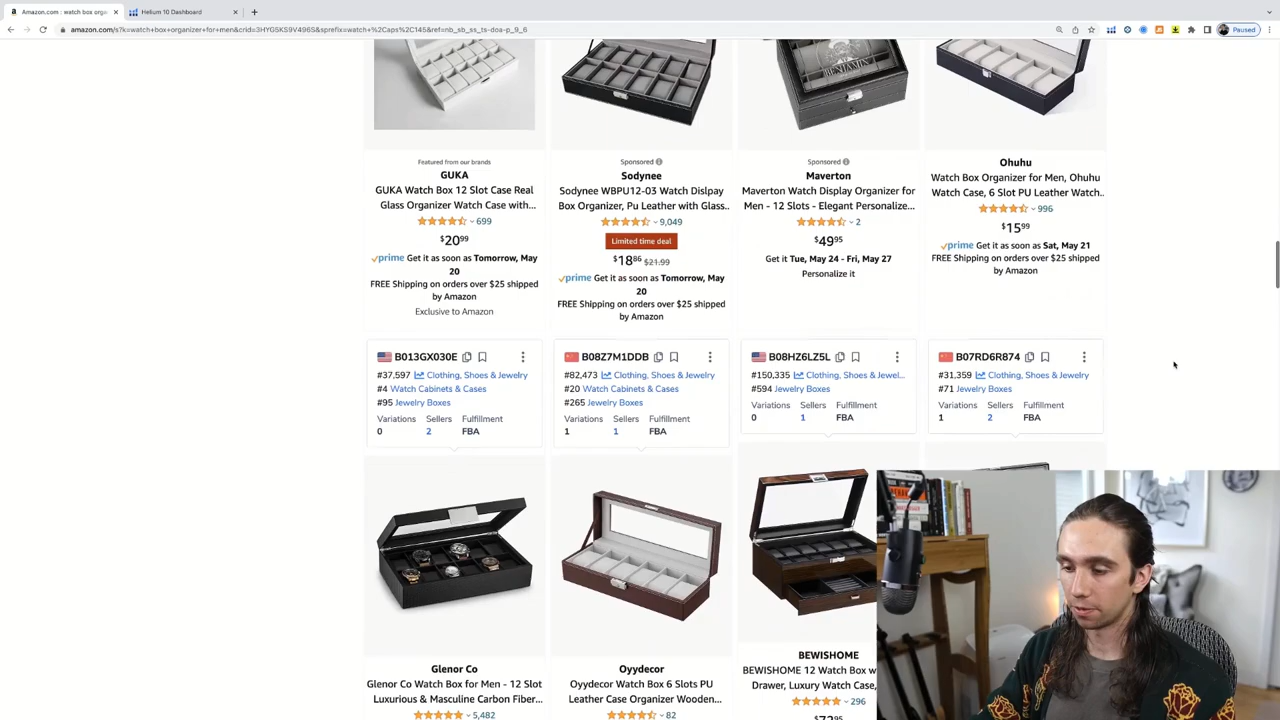 Amazon.com : watch box orga
Helium 10 Dashboard
amazon.com/s?k=watch+box+organizer+for+men&crid=3HYG5KS9V496S&sprefix=watch+%2Caps%2C145&ref=nb_sb_ss_ts-doa-p_9_6
Paused
Featured from our brands
GUKA
GUKA Watch Box 12 Slot Case Real
Glass Organizer Watch Case with...
699
$20⁹⁹
prime Get it as soon as Tomorrow, May
20
FREE Shipping on orders over $25 shipped
by Amazon
Exclusive to Amazon
Sponsored
Sodynee
Sodynee WBPU12-03 Watch Dislpay
Box Organizer, Pu Leather with Glass..
9,049
Limited time deal
$18⁸⁶ $21.99
prime Get it as soon as Tomorrow, May
20
FREE Shipping on orders over $25 shipped
by Amazon
Sponsored
Maverton
Maverton Watch Display Organizer for
Men - 12 Slots - Elegant Personalize...
2
$49⁹⁵
Get it Tue, May 24 - Fri, May 27
Personalize it
Ohuhu
Watch Box Organizer for Men, Ohuhu
Watch Case, 6 Slot PU Leather Watch..
996
$15⁹⁹
prime Get it as soon as Sat, May 21
FREE Shipping on orders over $25 shipped
by Amazon
BENJAMIN
B013GX030E
#37,597 Clothing, Shoes & Jewelry
#4 Watch Cabinets & Cases
#95 Jewelry Boxes
Variations Sellers Fulfillment
0 2 FBA
B08Z7M1DDB
#82,473 Clothing, Shoes & Jewelry
#20 Watch Cabinets & Cases
#265 Jewelry Boxes
Variations Sellers Fulfillment
1 1 FBA
B08HZ6LZ5L
#150,335 Clothing, Shoes & Jewel...
#594 Jewelry Boxes
Variations Sellers Fulfillment
0 1 FBA
B07RD6R874
#31,359 Clothing, Shoes & Jewelry
#71 Jewelry Boxes
Variations Sellers Fulfillment
1 2 FBA
Glenor Co
Glenor Co Watch Box for Men - 12 Slot
Luxurious & Masculine Carbon Fiber...
5,482
Oyydecor
Oyydecor Watch Box 6 Slots PU
Leather Case Organizer Wooden...
82
BEWISHOME
BEWISHOME 12 Watch Box w
Drawer, Luxury Watch Case,
296